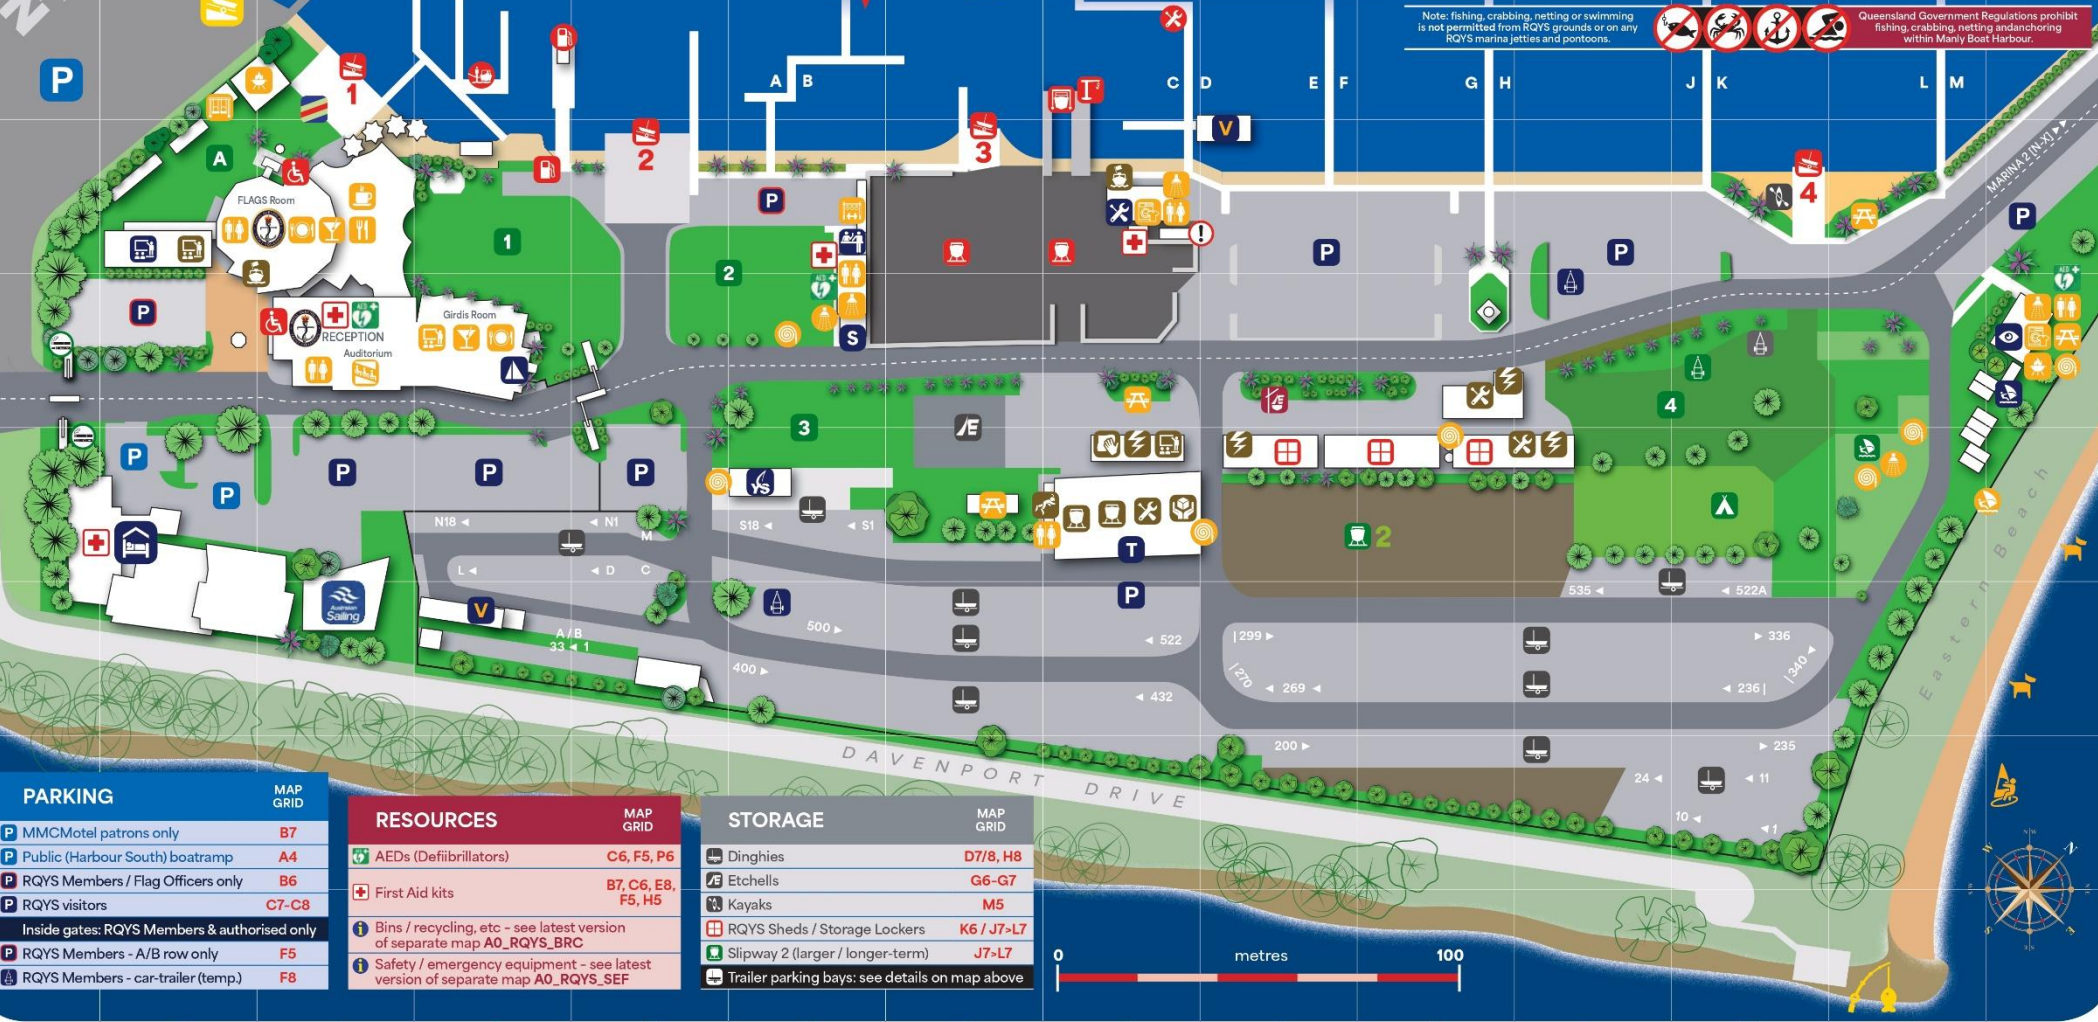 N
Note: fishing, crabbing, netting or swimming
is not permitted from RQYS grounds or on any
RQYS marina jetties and pontoons.
Queensland Government Regulations prohibit
fishing, crabbing, netting andanchoring
within Manly Boat Harbour.
P
1
A B
C D
E F
G H
J K
L M
V
2
3
4
MARINA 2 [N-X]
A
P
P
FLAGS Room
1
2
P
P
P
AED
AED
S
Girdis Room
RECEPTION
Auditorium
AED
3
4
P
P
P
P
P
YS
N18
N1
M
S18
S1
T
2
L
D
C
P
535
522A
Australian
Sailing
V
A / B
33 1
500
522
299
336
270
269
236
340
400
432
200
235
24
11
10
1
Eastern Beach
DAVENPORT DRIVE
PARKING
MAP
GRID
P MMCMotel patrons only B7
P Public (Harbour South) boatramp A4
P RQYS Members / Flag Officers only B6
P RQYS visitors C7-C8
Inside gates: RQYS Members & authorised only
P RQYS Members - A/B row only F5
RQYS Members - car-trailer (temp.) F8
RESOURCES
MAP
GRID
AEDs (Defiibrillators) C6, F5, P6
First Aid kits B7, C6, E8,
F5, H5
Bins / recycling, etc – see latest version
of separate map A0_RQYS_BRC
Safety / emergency equipment – see latest
version of separate map A0_RQYS_SEF
STORAGE
MAP
GRID
Dinghies D7/8, H8
Etchells G6-G7
Kayaks M5
RQYS Sheds / Storage Lockers K6 / J7>L7
Slipway 2 (larger / longer-term) J7>L7
Trailer parking bays: see details on map above
0 metres 100
N
W
E
S